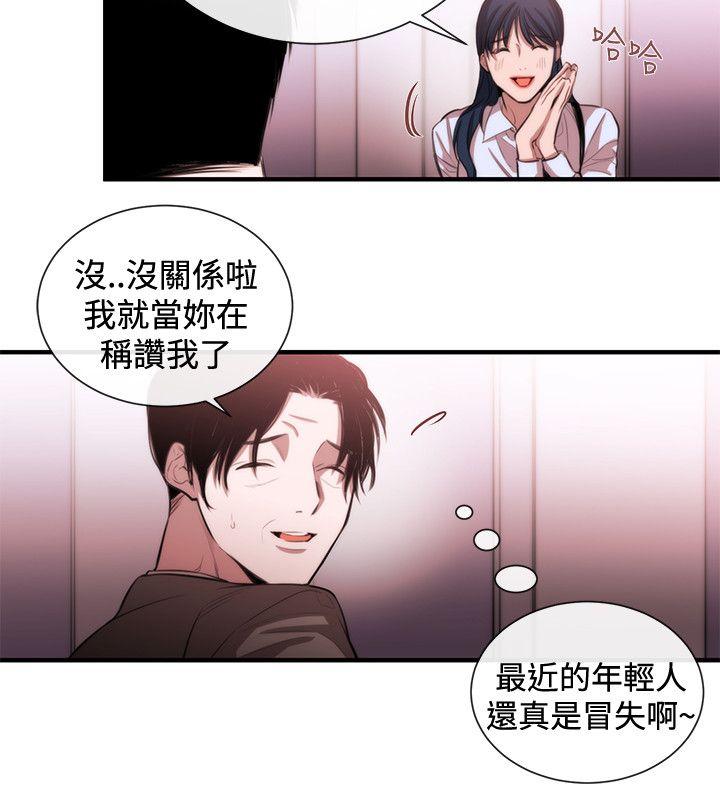 哈哈
沒..沒關係啦
我就當妳在
稱讚我了
最近的年輕人
還真是冒失啊~